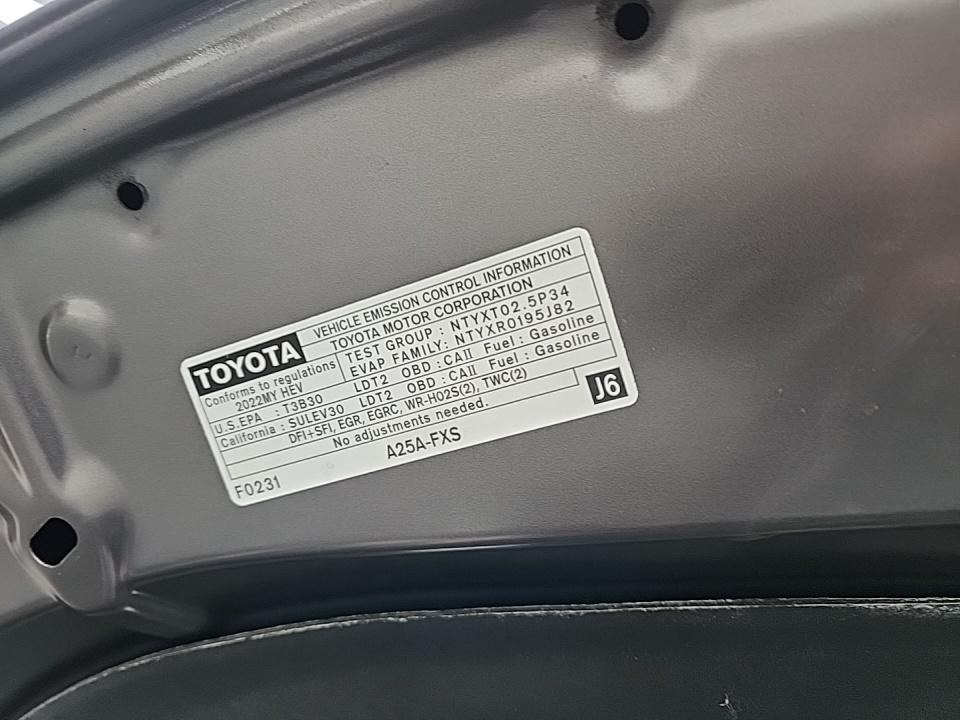 TOYOTA
VEHICLE EMISSION CONTROL INFORMATION
TOYOTA MOTOR CORPORATION
Conforms to regulations
2022MY HEV
TEST GROUP : NTYXT02.5P34
EVAP FAMILY: NTYXR0195J82
U.S.EPA : T3B30 LDT2 OBD : CAII Fuel : Gasoline
California : SULEV30 LDT2 OBD : CAII Fuel : Gasoline
DFI+SFI, EGR, EGRC, WR-HO2S(2), TWC(2)
No adjustments needed.
J6
F0231
A25A-FXS